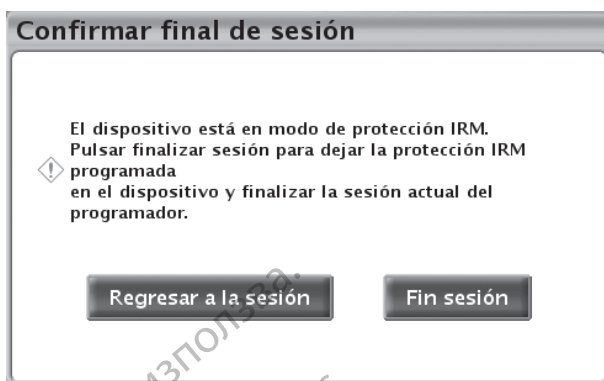 Confirmar final de sesión
El dispositivo está en modo de protección IRM.
Pulsar finalizar sesión para dejar la protección IRM
programada
en el dispositivo y finalizar la sesión actual del
programador.
Regresar a la sesión
Fin sesión
използва.